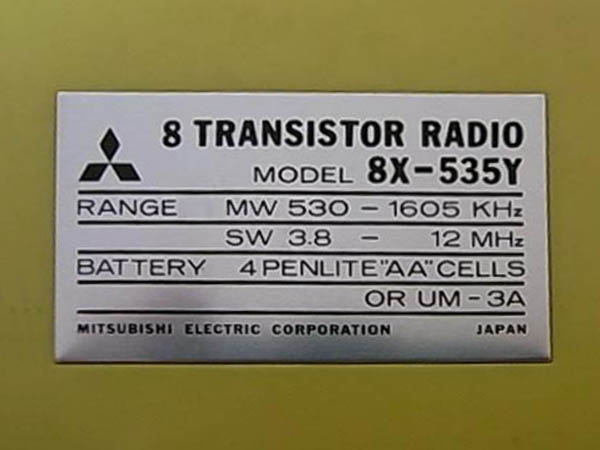 8 TRANSISTOR RADIO
MODEL 8X-535Y
RANGE MW 530 - 1605 KHz
SW 3.8 - 12 MHz
BATTERY 4 PENLITE"AA"CELLS
OR UM-3A
MITSUBISHI ELECTRIC CORPORATION JAPAN